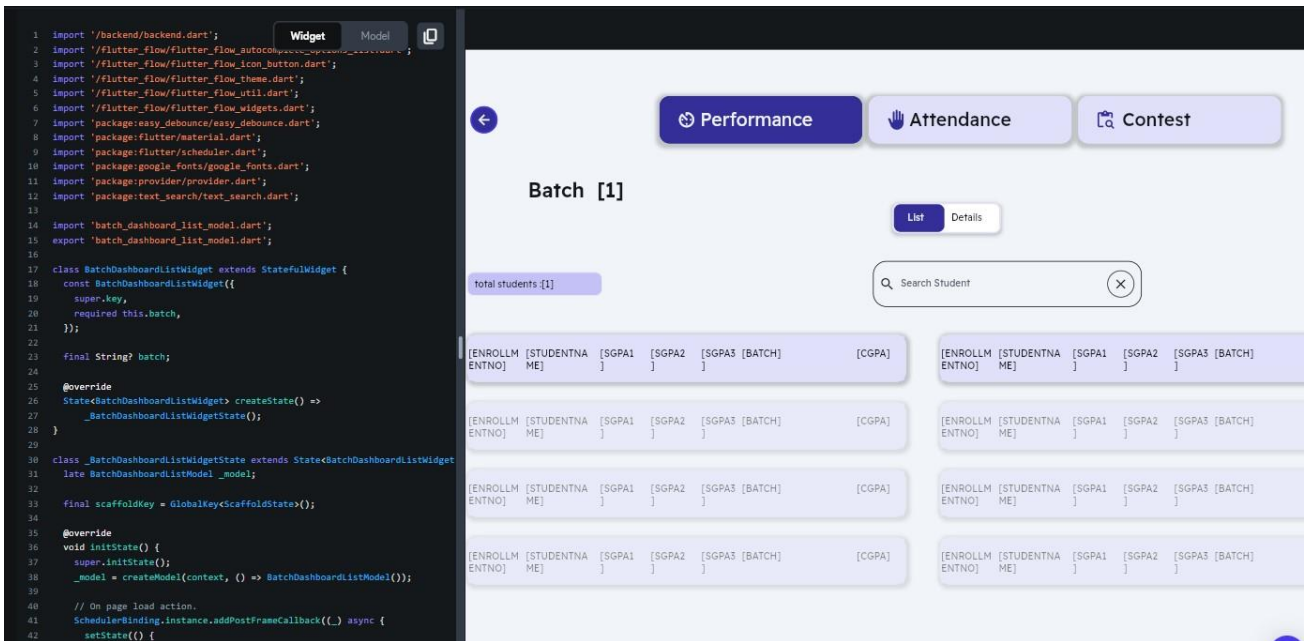 Widget
Model
1 import '/backend/backend.dart';
2 import '/flutter_flow/flutter_flow_autocomplete_options_list.dart';
3 import '/flutter_flow/flutter_flow_icon_button.dart';
4 import '/flutter_flow/flutter_flow_theme.dart';
5 import '/flutter_flow/flutter_flow_util.dart';
6 import '/flutter_flow/flutter_flow_widgets.dart';
7 import 'package:easy_debounce/easy_debounce.dart';
8 import 'package:flutter/material.dart';
9 import 'package:flutter/scheduler.dart';
10 import 'package:google_fonts/google_fonts.dart';
11 import 'package:provider/provider.dart';
12 import 'package:text_search/text_search.dart';
13
14 import 'batch_dashboard_list_model.dart';
15 export 'batch_dashboard_list_model.dart';
16
17 class BatchDashboardListWidget extends StatefulWidget {
18 const BatchDashboardListWidget({
19 super.key,
20 required this.batch,
21 });
22
23 final String? batch;
24
25 @override
26 State<BatchDashboardListWidget> createState() =>
27 _BatchDashboardListWidgetState();
28 }
29
30 class _BatchDashboardListWidgetState extends State<BatchDashboardListWidget
31 late BatchDashboardListModel _model;
32
33 final scaffoldKey = GlobalKey<ScaffoldState>();
34
35 @override
36 void initState() {
37 super.initState();
38 _model = createModel(context, () => BatchDashboardListModel());
39
40 // On page load action.
41 SchedulerBinding.instance.addPostFrameCallback((_) async {
42 setState(() {
Performance
Attendance
Contest
Batch [1]
List
Details
total students :[1]
Search Student
[ENROLLM [STUDENTNA [SGPA1 [SGPA2 [SGPA3 [BATCH] [CGPA]
ENTNO] ME] ] ] ]
[ENROLLM [STUDENTNA [SGPA1 [SGPA2 [SGPA3 [BATCH]
ENTNO] ME] ] ] ]
[ENROLLM [STUDENTNA [SGPA1 [SGPA2 [SGPA3 [BATCH] [CGPA]
ENTNO] ME] ] ] ]
[ENROLLM [STUDENTNA [SGPA1 [SGPA2 [SGPA3 [BATCH]
ENTNO] ME] ] ] ]
[ENROLLM [STUDENTNA [SGPA1 [SGPA2 [SGPA3 [BATCH] [CGPA]
ENTNO] ME] ] ] ]
[ENROLLM [STUDENTNA [SGPA1 [SGPA2 [SGPA3 [BATCH]
ENTNO] ME] ] ] ]
[ENROLLM [STUDENTNA [SGPA1 [SGPA2 [SGPA3 [BATCH] [CGPA]
ENTNO] ME] ] ] ]
[ENROLLM [STUDENTNA [SGPA1 [SGPA2 [SGPA3 [BATCH]
ENTNO] ME] ] ] ]